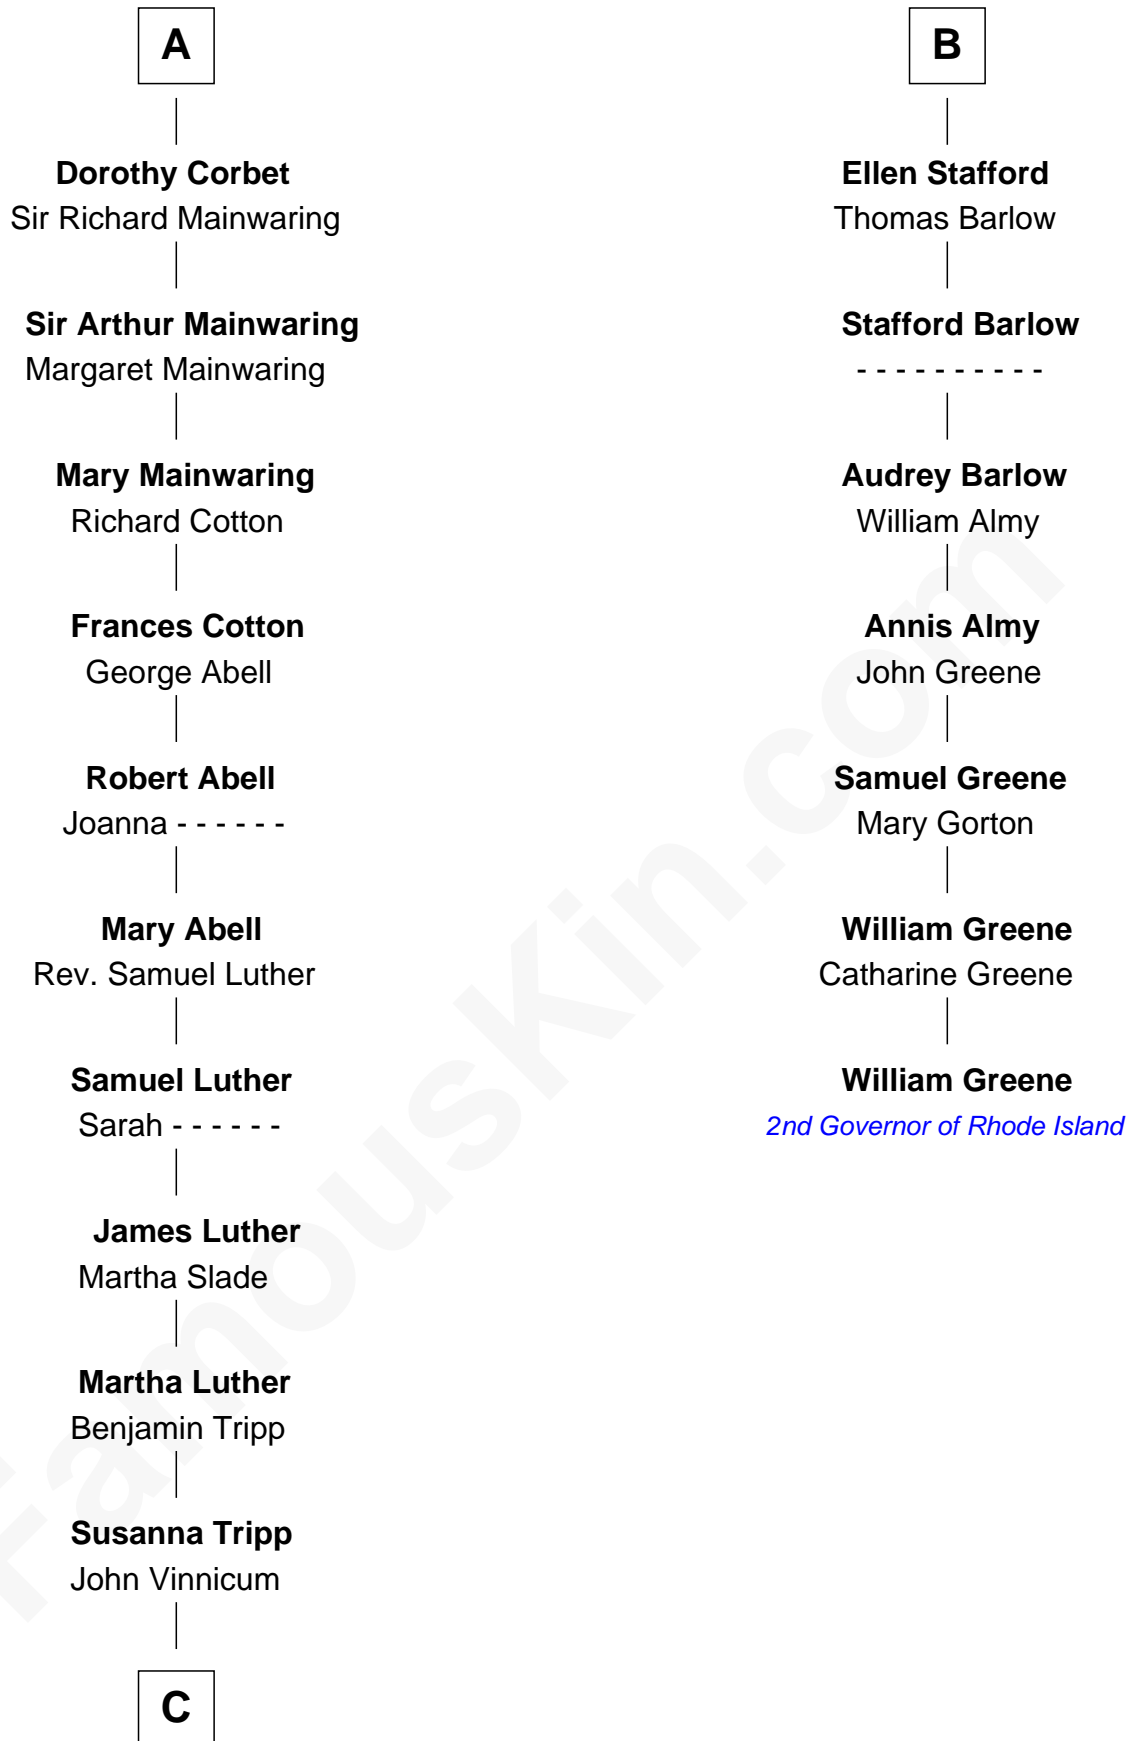 A
Dorothy Corbet
Sir Richard Mainwaring
Sir Arthur Mainwaring
Margaret Mainwaring
Mary Mainwaring
Richard Cotton
Frances Cotton
George Abell
Robert Abell
Joanna - - - - - -
Mary Abell
Rev. Samuel Luther
Samuel Luther
Sarah - - - - - -
James Luther
Martha Slade
Martha Luther
Benjamin Tripp
Susanna Tripp
John Vinnicum
C
B
Ellen Stafford
Thomas Barlow
Stafford Barlow
- - - - - - - - - -
Audrey Barlow
William Almy
Annis Almy
John Greene
Samuel Greene
Mary Gorton
William Greene
Catharine Greene
William Greene
2nd Governor of Rhode Island
FamousKin.com